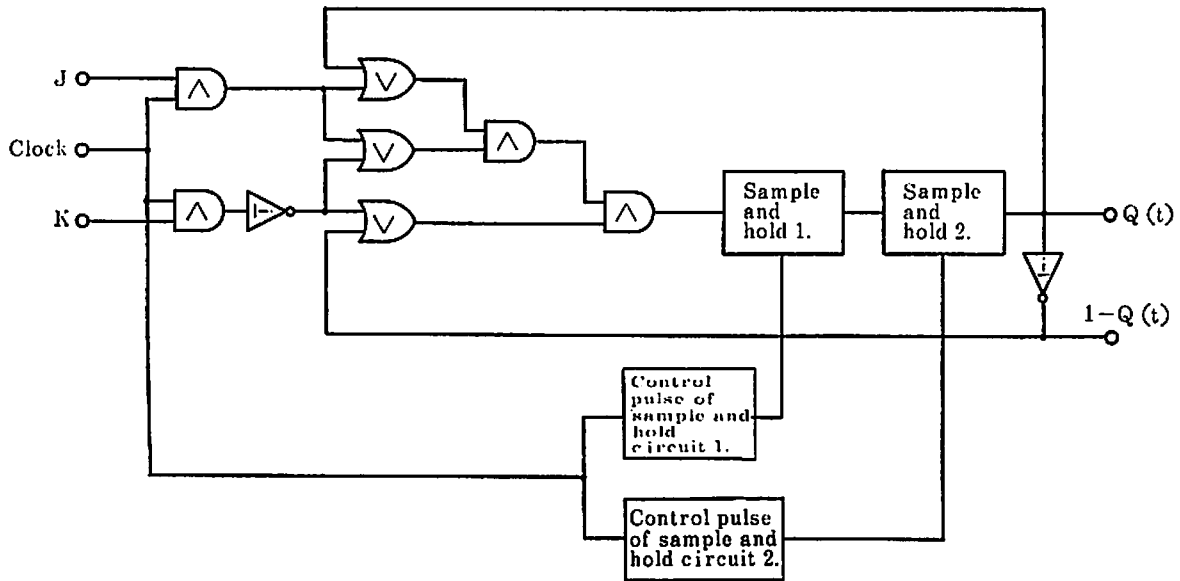 J
Clock
K
∧
∧
1-·
∨
∨
∨
∧
∧
Sample
and
hold 1.
Sample
and
hold 2.
Q (t)
1-Q (t)
Control
pulse of
sample and
hold
circuit 1.
Control pulse
of sample and
hold circuit 2.